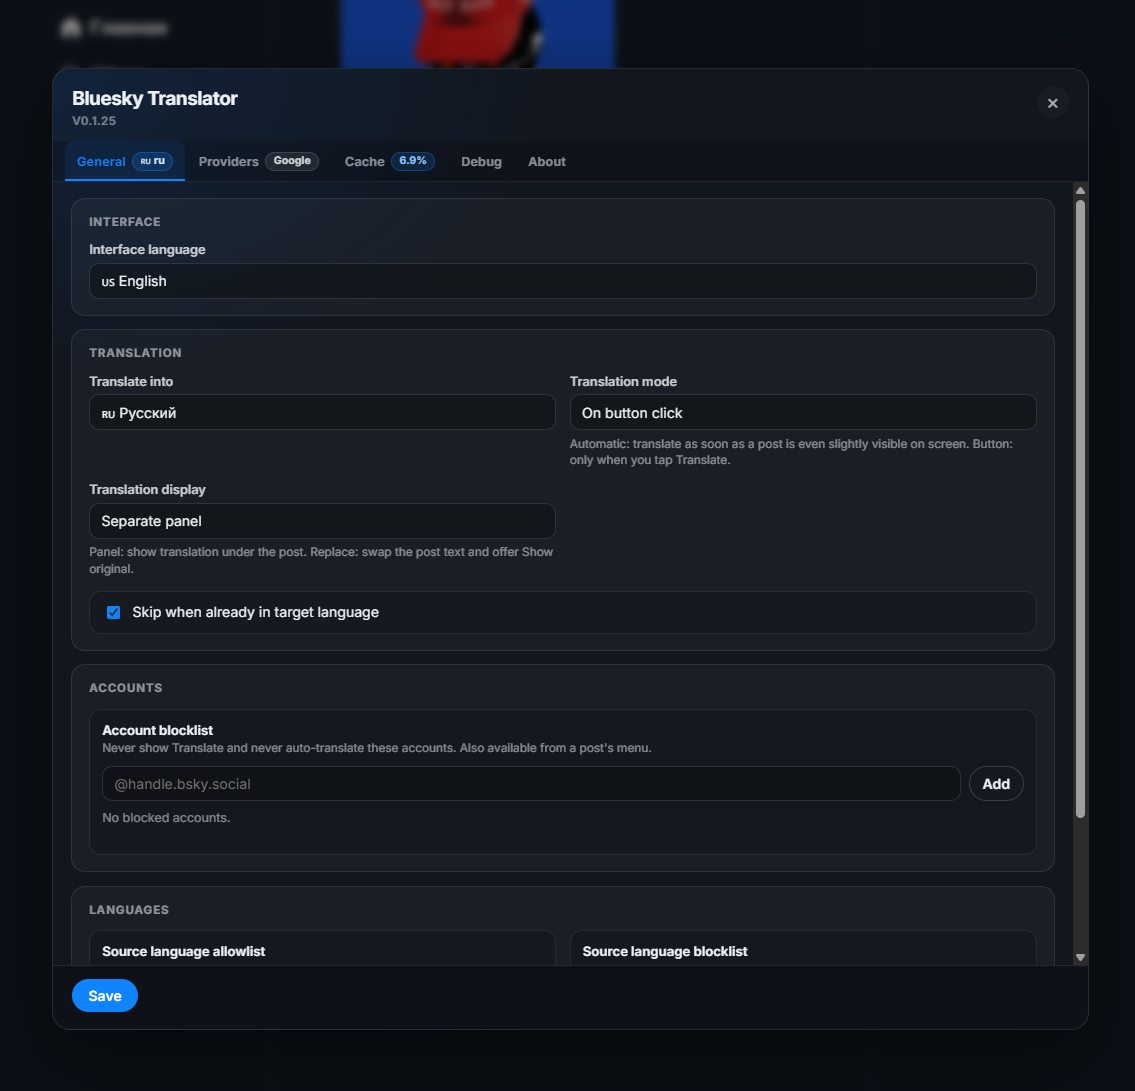 Главная
Bluesky Translator
V0.1.25
General RU ru Providers Google Cache 6.9% Debug About
INTERFACE
Interface language
US English
TRANSLATION
Translate into Translation mode
RU Русский On button click
Automatic: translate as soon as a post is even slightly visible on screen. Button:
only when you tap Translate.
Translation display
Separate panel
Panel: show translation under the post. Replace: swap the post text and offer Show
original.
Skip when already in target language
ACCOUNTS
Account blocklist
Never show Translate and never auto-translate these accounts. Also available from a post's menu.
@handle.bsky.social Add
No blocked accounts.
LANGUAGES
Source language allowlist Source language blocklist
Save